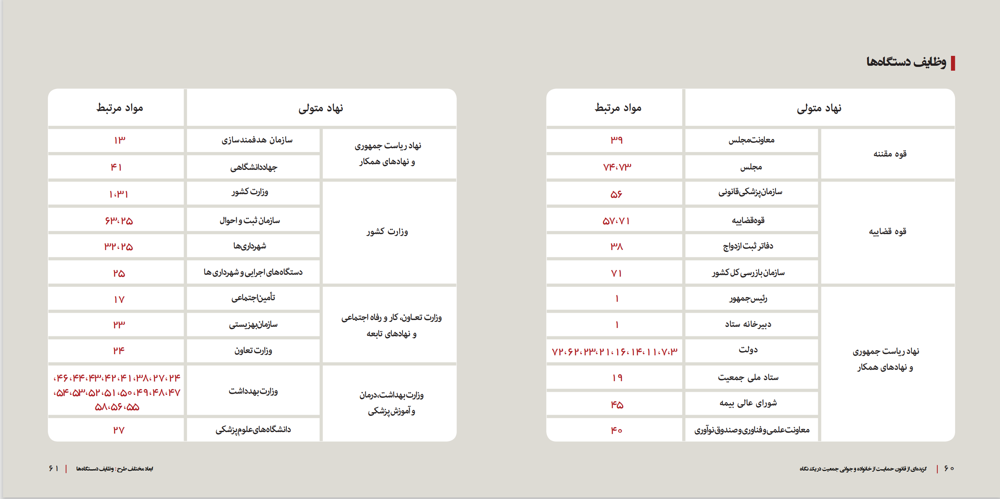 وظایف دستگاه‌ها
نهاد متولی	مواد مرتبط
قوه مقننه
معاونت‌مجلس	۳۹
مجلس	۷۴،۷۳
قوه قضاییه
سازمان‌پزشکی‌قانونی	۵۶
قوه‌قضاییه	۵۷،۷۱
دفاتر ثبت ازدواج	۳۸
سازمان‌بازرسی کل کشور	۷۱
نهاد ریاست جمهوری
و نهادهای همکار
رئیس‌جمهور	۱
دبیرخانه ستاد	۱
دولت	۷۲،۶۲،۲۳،۲۱،۱۶،۱۴،۱۱،۷،۳
ستاد ملی جمعیت	۱۹
شورای عالی بیمه	۴۵
معاونت‌علمی‌وفناوری‌وصندوق‌نوآوری	۴۰
۶۰ | گزیده‌ای از قانون حمایت از خانواده و جوانی جمعیت در یک نگاه
نهاد متولی	مواد مرتبط
نهاد ریاست جمهوری
و نهادهای همکار
سازمان هدفمندسازی	۱۳
جهاددانشگاهی	۴۱
وزارت کشور
وزارت کشور	۱،۳۱
سازمان ثبت و احوال	۶۳،۲۵
شهرداری‌ها	۳۲،۲۵
دستگاه‌های اجرایی و شهرداری ها	۲۵
وزارت تعاون، کار و رفاه اجتماعی
و نهادهای تابعه
تأمین‌اجتماعی	۱۷
سازمان‌بهزیستی	۲۳
وزارت تعاون	۲۴
وزارت‌بهداشت،درمان
و آموزش‌پزشکی
وزارت‌بهدداشت
،۴۶،۴۴،۴۳،۴۲،۴۱،۳۸،۲۷،۲۴
،۵۴،۵۳،۵۲،۵۱،۵۰،۴۹،۴۸،۴۷
۵۸،۵۶،۵۵
دانشگاه‌های‌علوم‌پزشکی	۲۷
ابعاد مختلف طرح: وظایف دستگاه‌ها | ۶۱